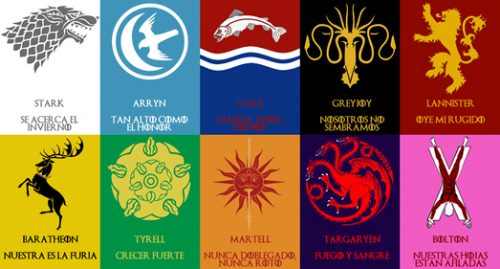 STARK
SE ACERCA EL
INVIERNO
ARRYN
TAN ALTO COMO
EL HONOR
TULLY
FAMILIA, DEBER,
HONOR
GREYJOY
NOSOTROS NO
SEMBRAMOS
LANNISTER
OYE MI RUGIDO
BARATHEON
NUESTRA ES LA FURIA
TYRELL
CRECER FUERTE
MARTELL
NUNCA DOBLEGADO,
NUNCA ROTO
TARGARYEN
FUEGO Y SANGRE
BOLTON
NUESTRAS HOJAS
ESTÁN AFILADAS